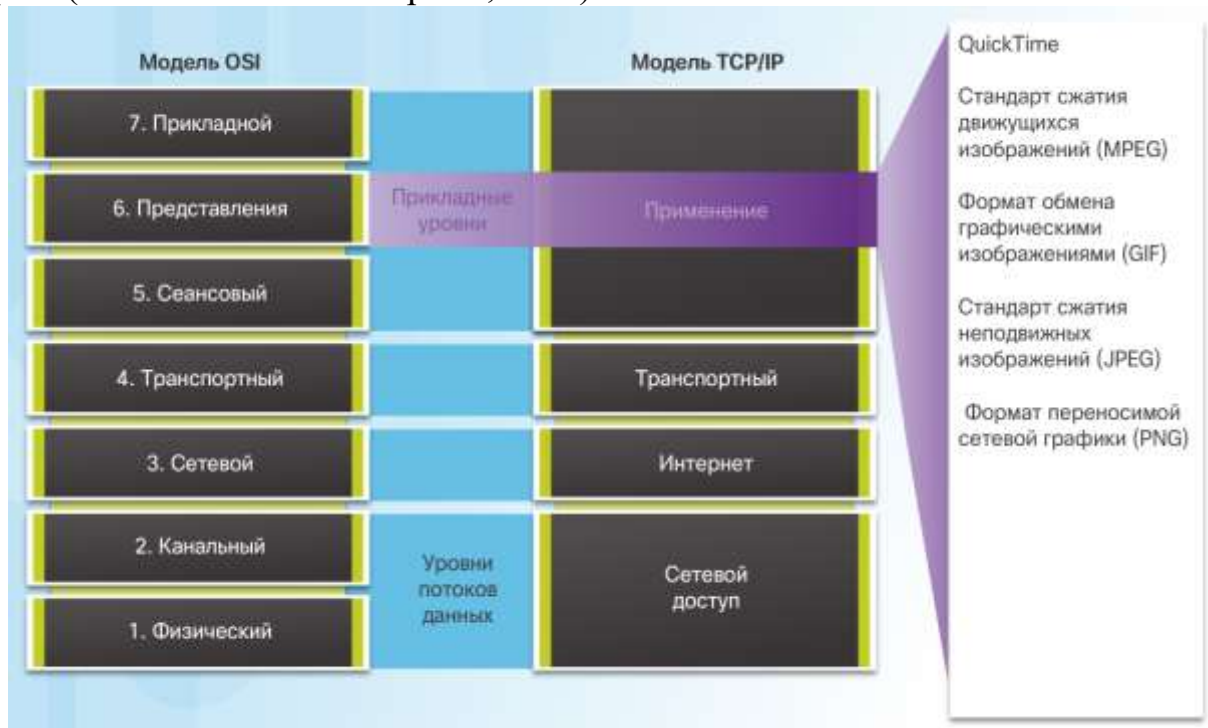 Модель OSI
Модель TCP/IP
7. Прикладной
6. Представления
5. Сеансовый
4. Транспортный
3. Сетевой
2. Канальный
1. Физический
Прикладные
уровни
Уровни
потоков
данных
Применение
Транспортный
Интернет
Сетевой
доступ
QuickTime
Стандарт сжатия
движущихся
изображений (MPEG)
Формат обмена
графическими
изображениями (GIF)
Стандарт сжатия
неподвижных
изображений (JPEG)
Формат переносимой
сетевой графики (PNG)